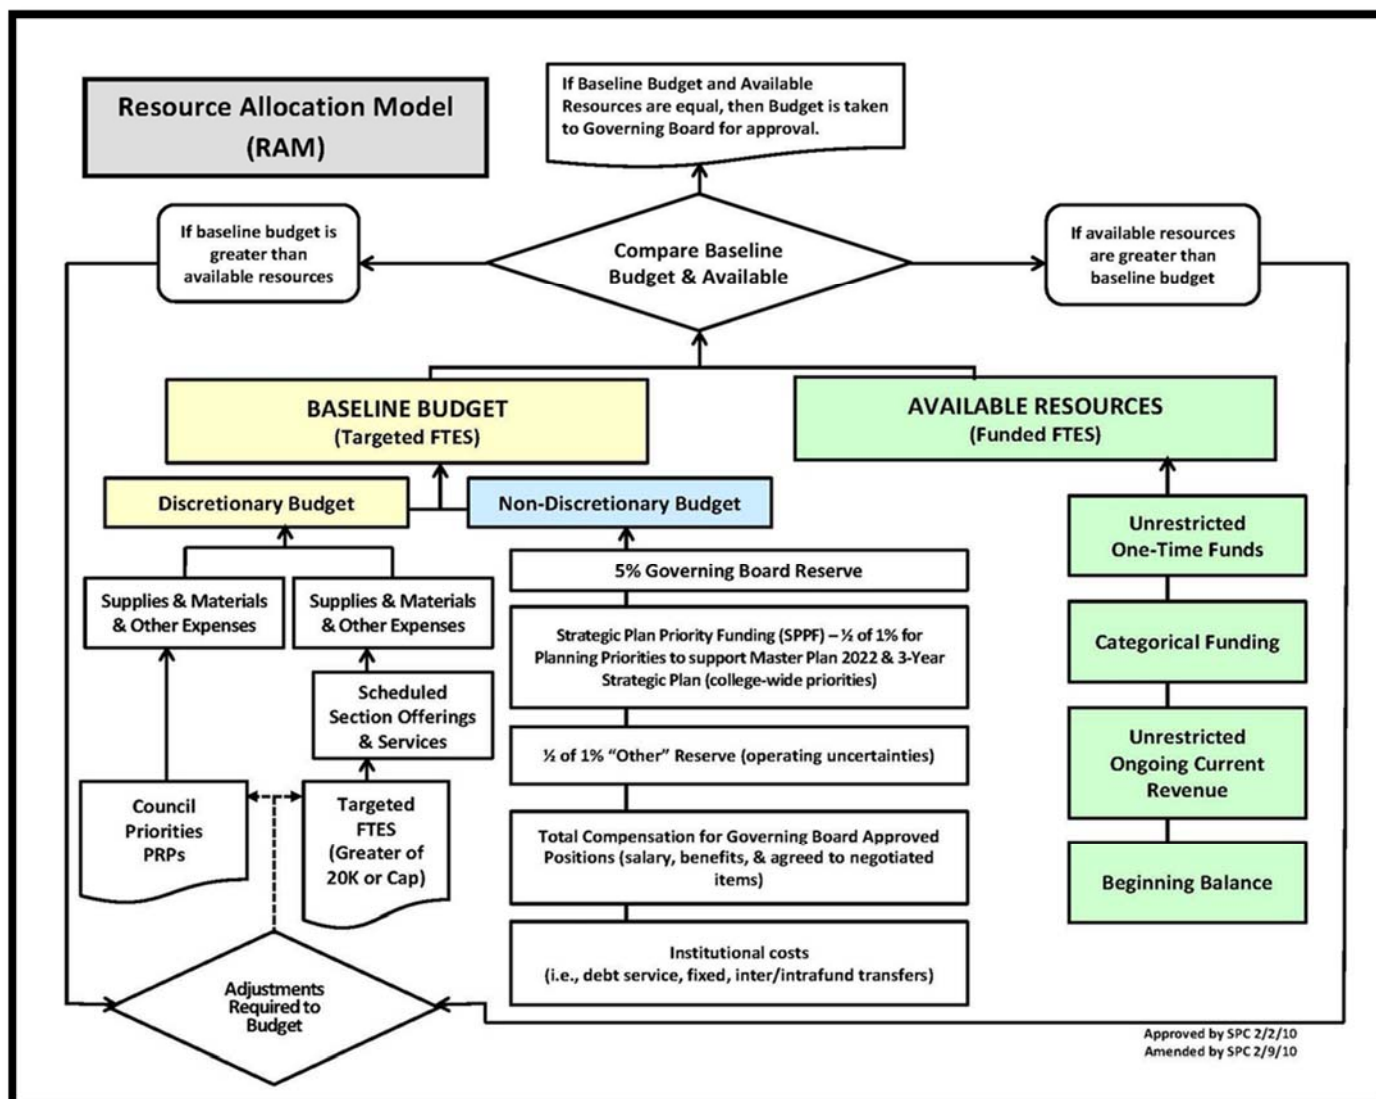 Resource Allocation Model
(RAM)
If Baseline Budget and Available
Resources are equal, then Budget is taken
to Governing Board for approval.
If baseline budget is
greater than
available resources
Compare Baseline
Budget & Available
If available resources
are greater than
baseline budget
BASELINE BUDGET
(Targeted FTES)
AVAILABLE RESOURCES
(Funded FTES)
Discretionary Budget
Non-Discretionary Budget
Supplies & Materials
& Other Expenses
Supplies & Materials
& Other Expenses
Scheduled
Section Offerings
& Services
Council
Priorities
PRPs
Targeted
FTES
(Greater of
20K or Cap)
Adjustments
Required to
Budget
5% Governing Board Reserve
Strategic Plan Priority Funding (SPPF) – ½ of 1% for
Planning Priorities to support Master Plan 2022 & 3-Year
Strategic Plan (college-wide priorities)
½ of 1% “Other” Reserve (operating uncertainties)
Total Compensation for Governing Board Approved
Positions (salary, benefits, & agreed to negotiated
items)
Institutional costs
(i.e., debt service, fixed, inter/intrafund transfers)
Unrestricted
One-Time Funds
Categorical Funding
Unrestricted
Ongoing Current
Revenue
Beginning Balance
Approved by SPC 2/2/10
Amended by SPC 2/9/10